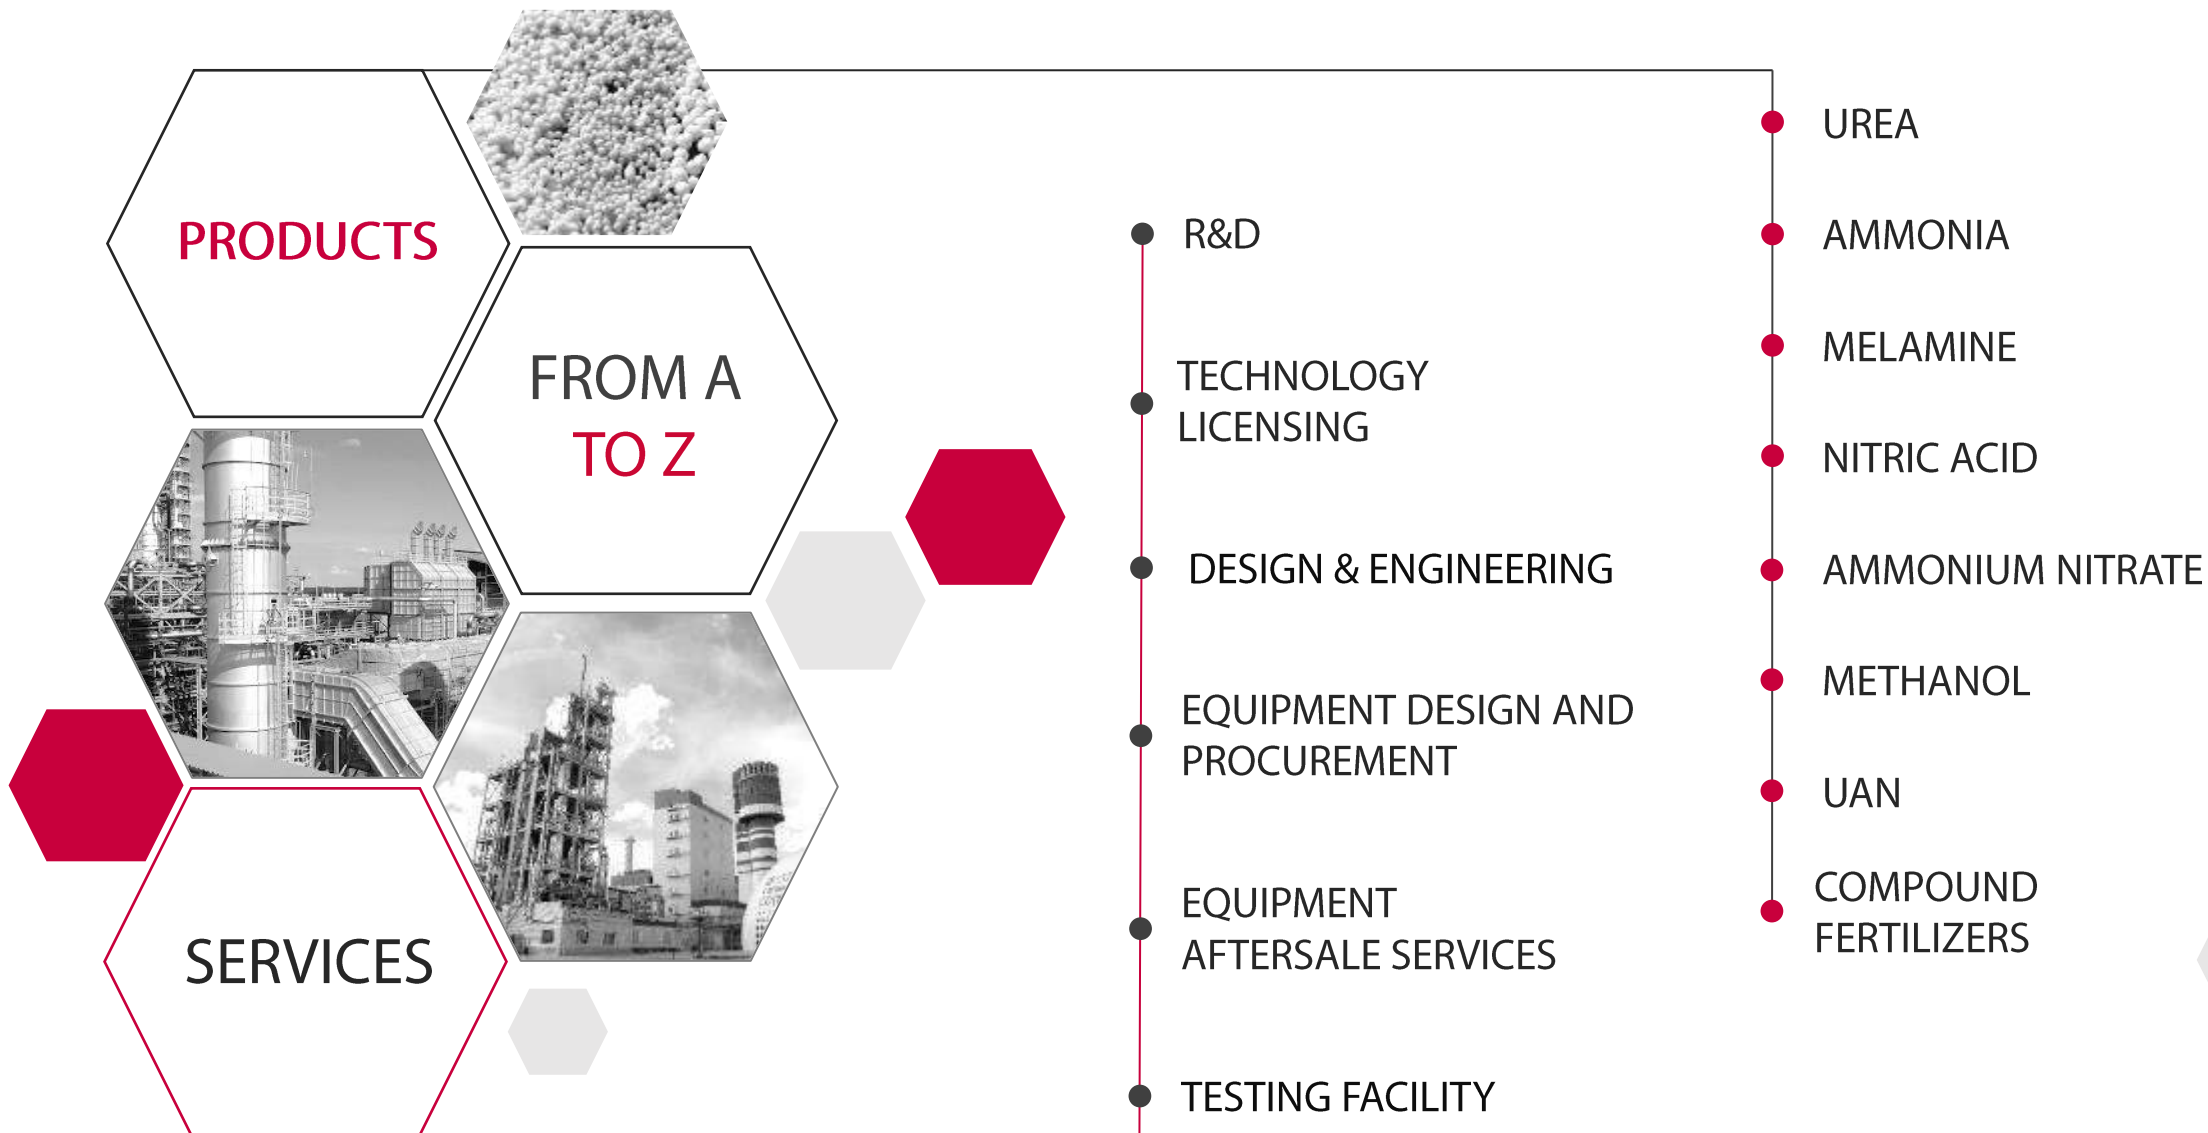 PRODUCTS
FROM A
TO Z
SERVICES
R&D
TECHNOLOGY
LICENSING
DESIGN & ENGINEERING
EQUIPMENT DESIGN AND
PROCUREMENT
EQUIPMENT
AFTERSALE SERVICES
TESTING FACILITY
UREA
AMMONIA
MELAMINE
NITRIC ACID
AMMONIUM NITRATE
METHANOL
UAN
COMPOUND
FERTILIZERS